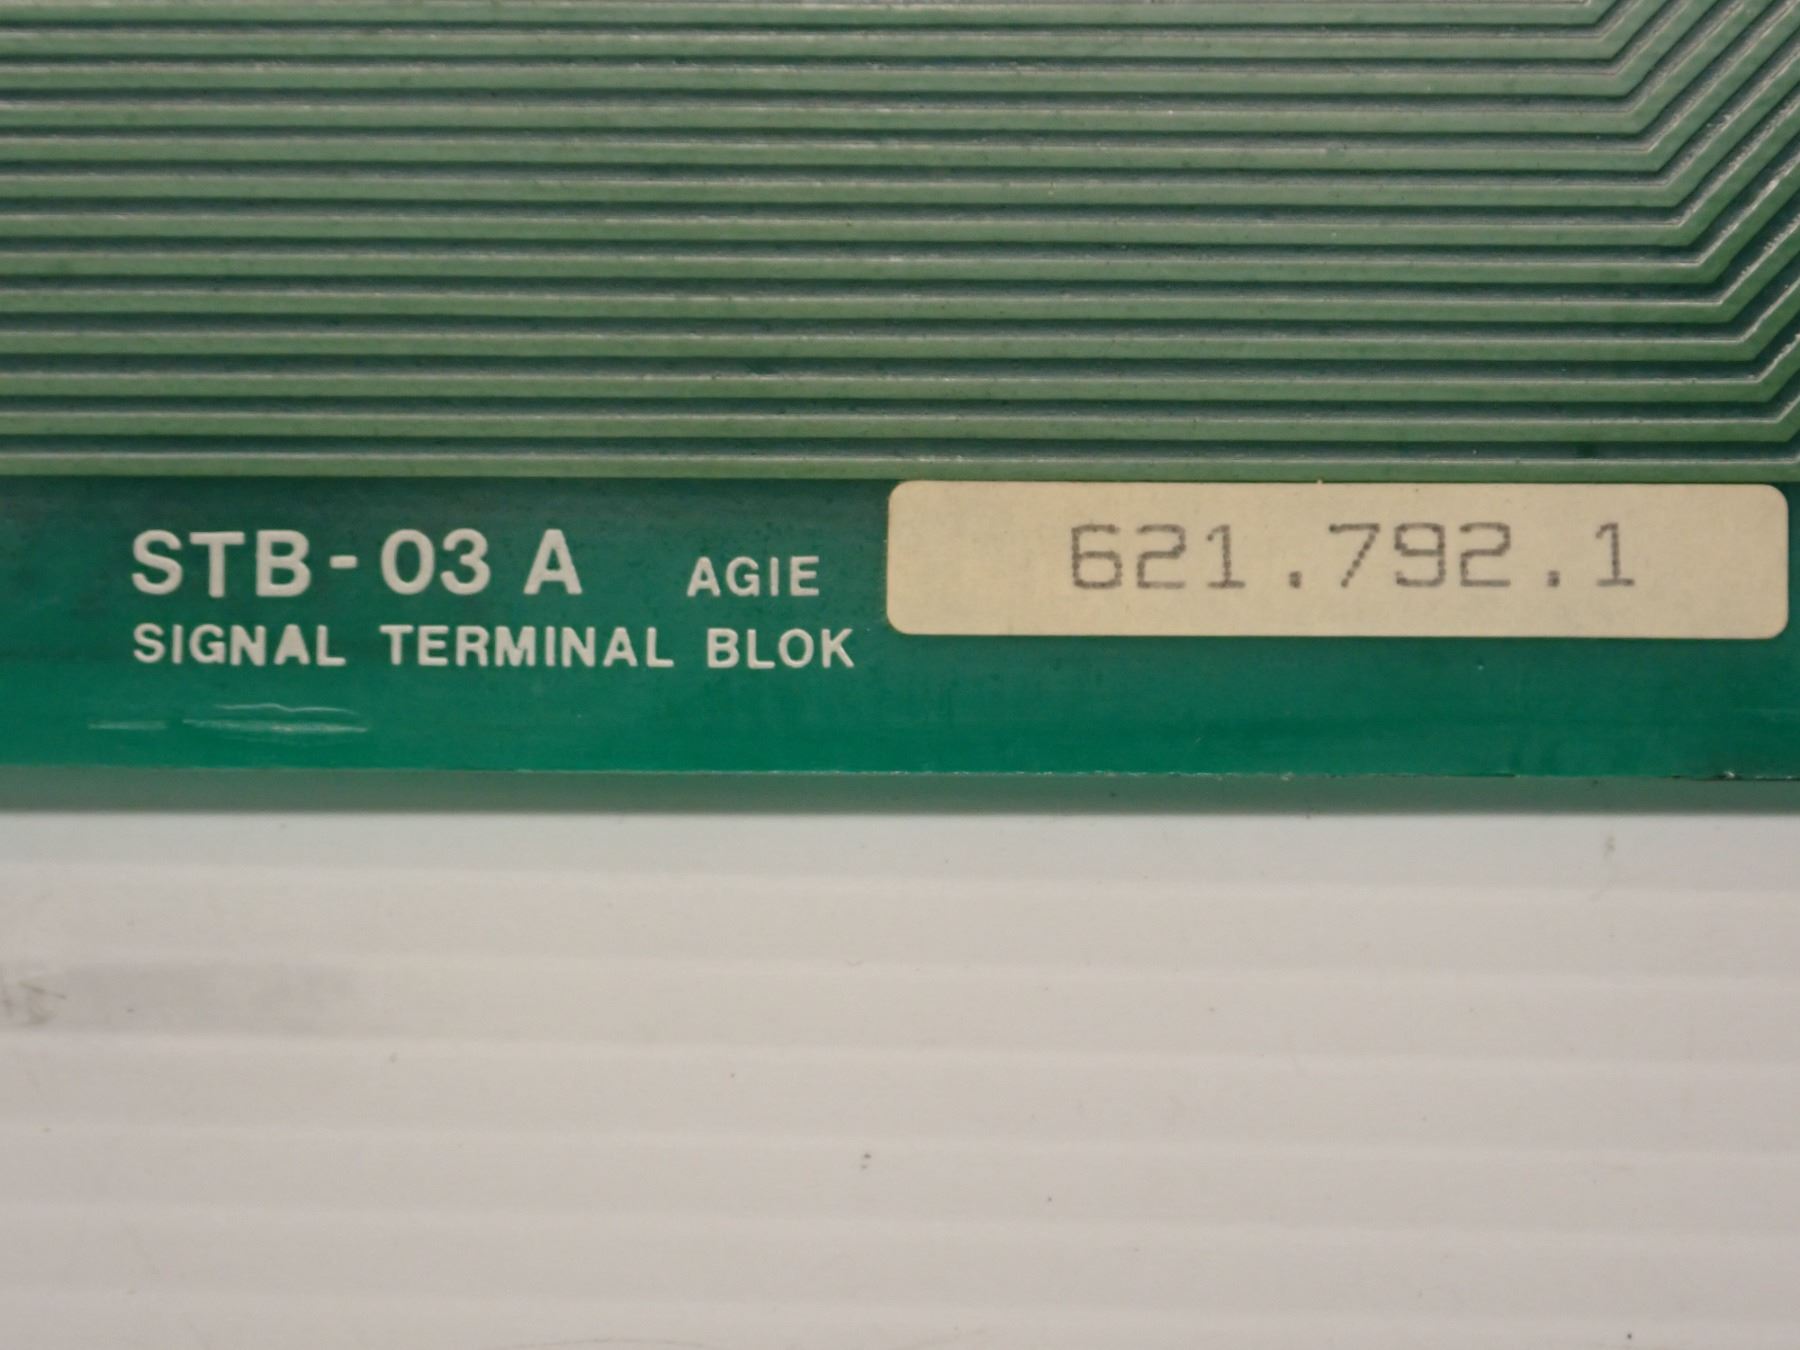 STB-03 A AGIE 621.792.1
SIGNAL TERMINAL BLOK